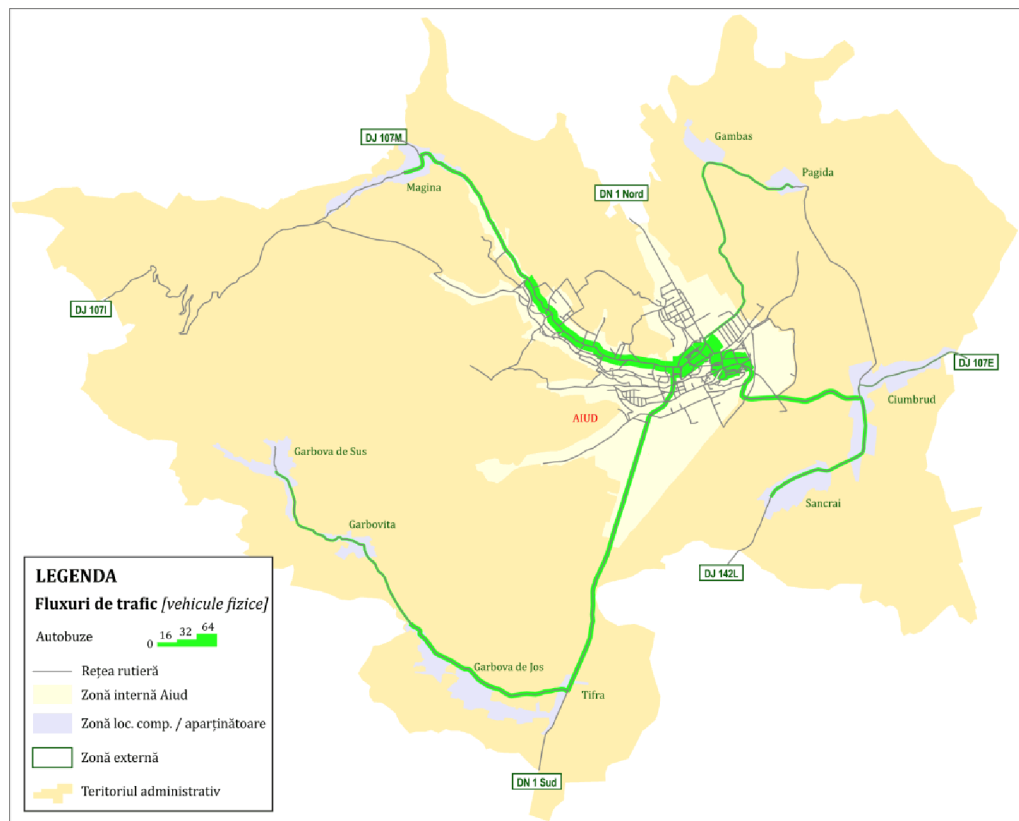 Gambas
DJ 107M
Pagida
Magina
DN 1 Nord
DJ 107I
DJ 107E
Ciumbrud
AIUD
Garbova de Sus
Sancrai
Garbovita
DJ 142L
LEGENDA
Fluxuri de trafic [vehicule fizice]
Autobuze 0 16 32 64
Rețea rutieră
Zonă internă Aiud
Zonă loc. comp. / aparținătoare
Zonă externă
Teritoriul administrativ
Garbova de Jos
Tifra
DN 1 Sud